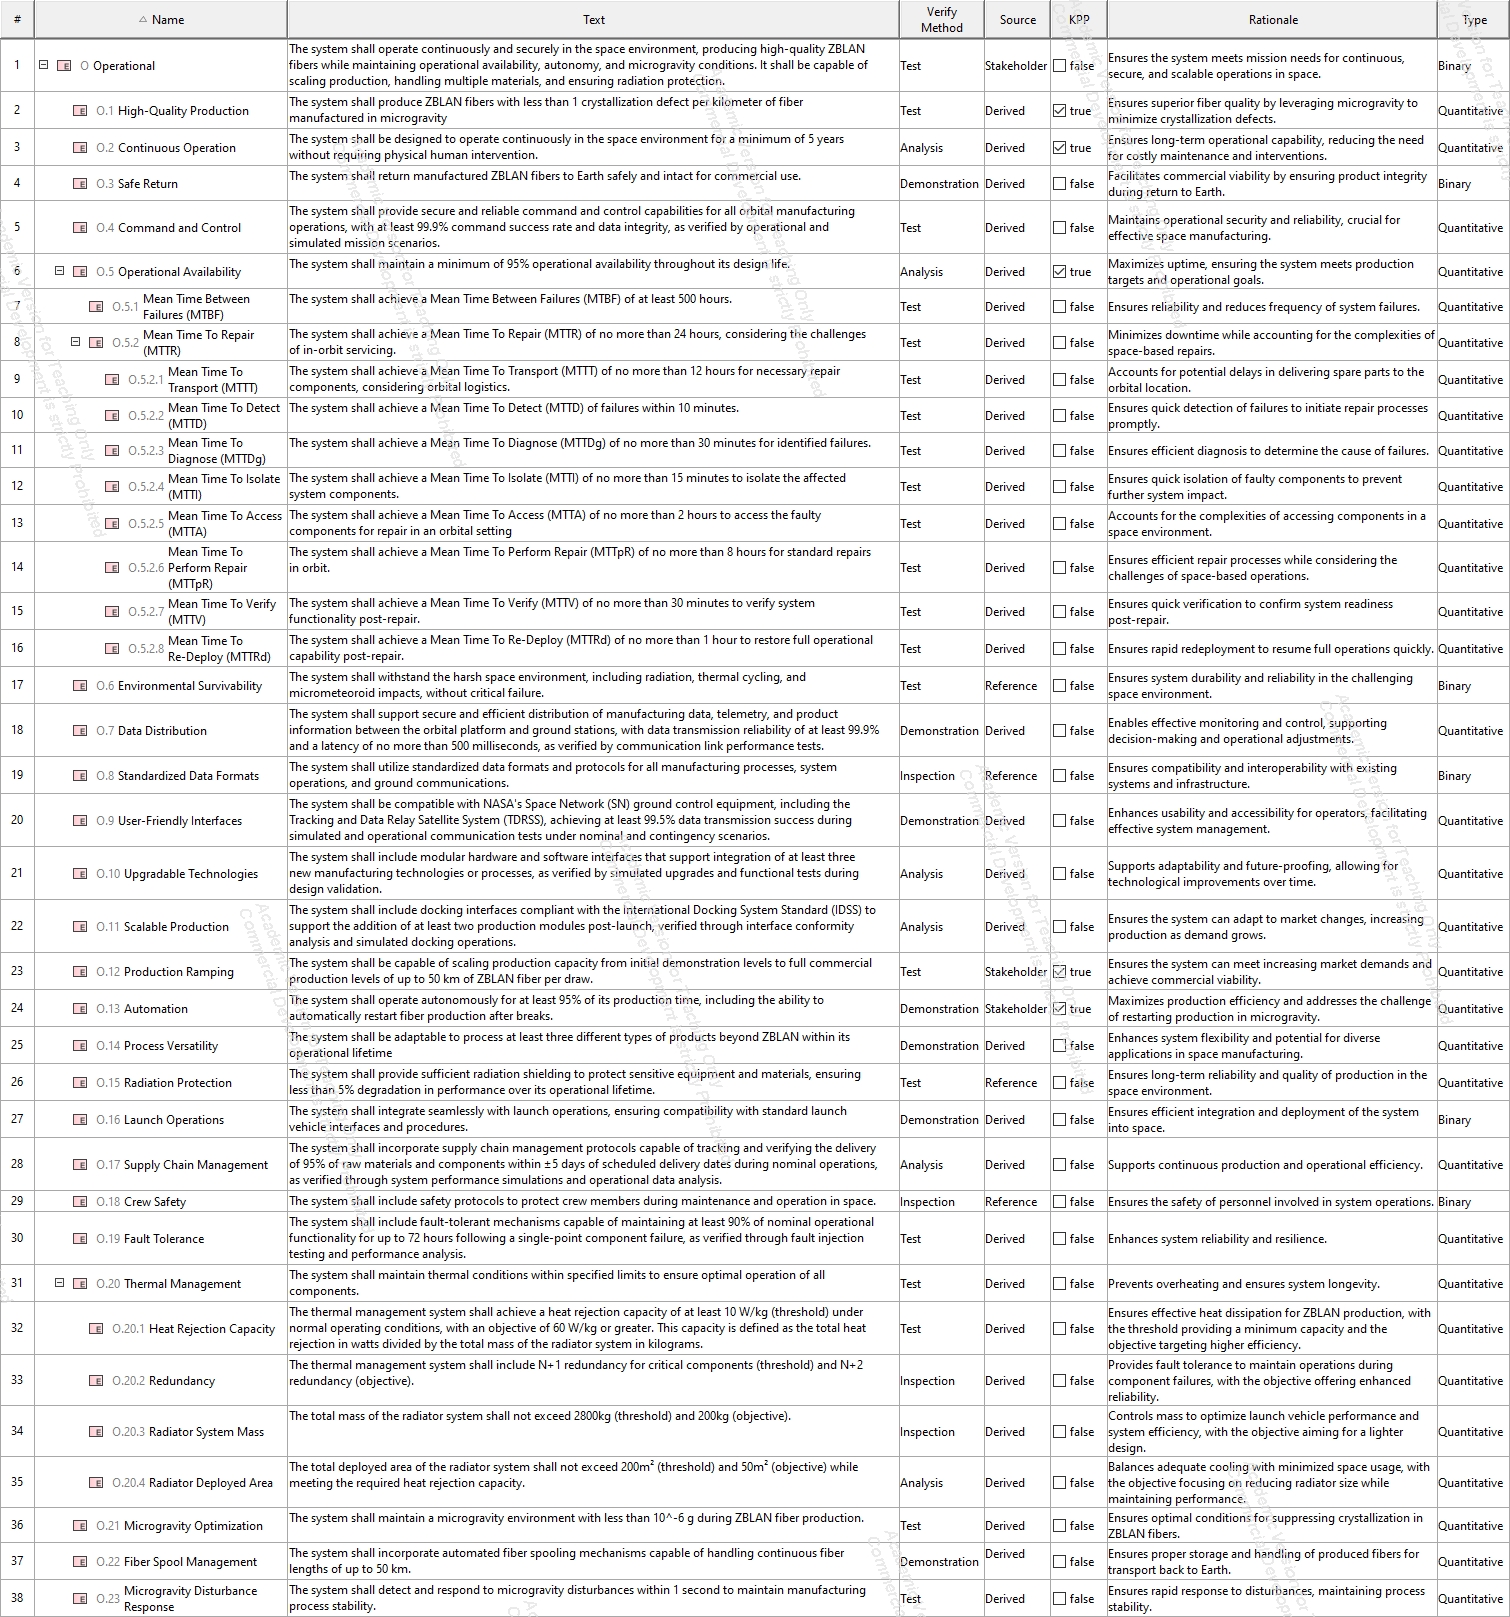 # Name Text Verify Method Source KPP Rationale Type
1 O Operational The system shall operate continuously and securely in the space environment, producing high-quality ZBLAN fibers while maintaining operational availability, autonomy, and microgravity conditions. It shall be capable of scaling production, handling multiple materials, and ensuring radiation protection. Test Stakeholder false Ensures the system meets mission needs for continuous, secure, and scalable operations in space. Binary
2 O.1 High-Quality Production The system shall produce ZBLAN fibers with less than 1 crystallization defect per kilometer of fiber manufactured in microgravity Test Derived true Ensures superior fiber quality by leveraging microgravity to minimize crystallization defects. Quantitative
3 O.2 Continuous Operation The system shall be designed to operate continuously in the space environment for a minimum of 5 years without requiring physical human intervention. Analysis Derived true Ensures long-term operational capability, reducing the need for costly maintenance and interventions. Quantitative
4 O.3 Safe Return The system shall return manufactured ZBLAN fibers to Earth safely and intact for commercial use. Demonstration Derived false Facilitates commercial viability by ensuring product integrity during return to Earth. Binary
5 O.4 Command and Control The system shall provide secure and reliable command and control capabilities for all orbital manufacturing operations, with at least 99.9% command success rate and data integrity, as verified by operational and simulated mission scenarios. Test Derived false Maintains operational security and reliability, crucial for effective space manufacturing. Quantitative
6 O.5 Operational Availability The system shall maintain a minimum of 95% operational availability throughout its design life. Analysis Derived true Maximizes uptime, ensuring the system meets production targets and operational goals. Quantitative
7 O.5.1 Mean Time Between Failures (MTBF) The system shall achieve a Mean Time Between Failures (MTBF) of at least 500 hours. Test Derived false Ensures reliability and reduces frequency of system failures. Quantitative
8 O.5.2 Mean Time To Repair (MTTR) The system shall achieve a Mean Time To Repair (MTTR) of no more than 24 hours, considering the challenges of in-orbit servicing. Test Derived false Minimizes downtime while accounting for the complexities of space-based repairs. Quantitative
9 O.5.2.1 Mean Time To Transport (MTTT) The system shall achieve a Mean Time To Transport (MTTT) of no more than 12 hours for necessary repair components, considering orbital logistics. Test Derived false Accounts for potential delays in delivering spare parts to the orbital location. Quantitative
10 O.5.2.2 Mean Time To Detect (MTTD) The system shall achieve a Mean Time To Detect (MTTD) of failures within 10 minutes. Test Derived false Ensures quick detection of failures to initiate repair processes promptly. Quantitative
11 O.5.2.3 Mean Time To Diagnose (MTTDg) The system shall achieve a Mean Time To Diagnose (MTTDg) of no more than 30 minutes for identified failures. Test Derived false Ensures efficient diagnosis to determine the cause of failures. Quantitative
12 O.5.2.4 Mean Time To Isolate (MTTI) The system shall achieve a Mean Time To Isolate (MTTI) of no more than 15 minutes to isolate the affected system components. Test Derived false Ensures quick isolation of faulty components to prevent further system impact. Quantitative
13 O.5.2.5 Mean Time To Access (MTTA) The system shall achieve a Mean Time To Access (MTTA) of no more than 2 hours to access the faulty components for repair in an orbital setting Test Derived false Accounts for the complexities of accessing components in a space environment. Quantitative
14 O.5.2.6 Mean Time To Perform Repair (MTTpR) The system shall achieve a Mean Time To Perform Repair (MTTpR) of no more than 8 hours for standard repairs in orbit. Test Derived false Ensures efficient repair processes while considering the challenges of space-based operations. Quantitative
15 O.5.2.7 Mean Time To Verify (MTTV) The system shall achieve a Mean Time To Verify (MTTV) of no more than 30 minutes to verify system functionality post-repair. Test Derived false Ensures quick verification to confirm system readiness post-repair. Quantitative
16 O.5.2.8 Mean Time To Re-Deploy (MTTRd) The system shall achieve a Mean Time To Re-Deploy (MTTRd) of no more than 1 hour to restore full operational capability post-repair. Test Derived false Ensures rapid redeployment to resume full operations quickly. Quantitative
17 O.6 Environmental Survivability The system shall withstand the harsh space environment, including radiation, thermal cycling, and micrometeoroid impacts, without critical failure. Test Reference false Ensures system durability and reliability in the challenging space environment. Binary
18 O.7 Data Distribution The system shall support secure and efficient distribution of manufacturing data, telemetry, and product information between the orbital platform and ground stations, with data transmission reliability of at least 99.9% and a latency of no more than 500 milliseconds, as verified by communication link performance tests. Demonstration Derived false Enables effective monitoring and control, supporting decision-making and operational adjustments. Quantitative
19 O.8 Standardized Data Formats The system shall utilize standardized data formats and protocols for all manufacturing processes, system operations, and ground communications. Inspection Reference false Ensures compatibility and interoperability with existing systems and infrastructure. Binary
20 O.9 User-Friendly Interfaces The system shall be compatible with NASA's Space Network (SN) ground control equipment, including the Tracking and Data Relay Satellite System (TDRSS), achieving at least 99.5% data transmission success during simulated and operational communication tests under nominal and contingency scenarios. Demonstration Derived false Enhances usability and accessibility for operators, facilitating effective system management. Quantitative
21 O.10 Upgradable Technologies The system shall include modular hardware and software interfaces that support integration of at least three new manufacturing technologies or processes, as verified by simulated upgrades and functional tests during design validation. Analysis Derived false Supports adaptability and future-proofing, allowing for technological improvements over time. Quantitative
22 O.11 Scalable Production The system shall include docking interfaces compliant with the International Docking System Standard (IDSS) to support the addition of at least two production modules post-launch, verified through interface conformity analysis and simulated docking operations. Analysis Derived false Ensures the system can adapt to market changes, increasing production as demand grows. Quantitative
23 O.12 Production Ramping The system shall be capable of scaling production capacity from initial demonstration levels to full commercial production levels of up to 50 km of ZBLAN fiber per draw. Test Stakeholder true Ensures the system can meet increasing market demands and achieve commercial viability. Quantitative
24 O.13 Automation The system shall operate autonomously for at least 95% of its production time, including the ability to automatically restart fiber production after breaks. Demonstration Stakeholder true Maximizes production efficiency and addresses the challenge of restarting production in microgravity. Quantitative
25 O.14 Process Versatility The system shall be adaptable to process at least three different types of products beyond ZBLAN within its operational lifetime Demonstration Derived false Enhances system flexibility and potential for diverse applications in space manufacturing. Quantitative
26 O.15 Radiation Protection The system shall provide sufficient radiation shielding to protect sensitive equipment and materials, ensuring less than 5% degradation in performance over its operational lifetime. Test Reference false Ensures long-term reliability and quality of production in the space environment. Quantitative
27 O.16 Launch Operations The system shall integrate seamlessly with launch operations, ensuring compatibility with standard launch vehicle interfaces and procedures. Demonstration Derived false Ensures efficient integration and deployment of the system into space. Binary
28 O.17 Supply Chain Management The system shall incorporate supply chain management protocols capable of tracking and verifying the delivery of 95% of raw materials and components within ±5 days of scheduled delivery dates during nominal operations, as verified through system performance simulations and operational data analysis. Analysis Derived false Supports continuous production and operational efficiency. Quantitative
29 O.18 Crew Safety The system shall include safety protocols to protect crew members during maintenance and operation in space. Inspection Reference false Ensures the safety of personnel involved in system operations. Binary
30 O.19 Fault Tolerance The system shall include fault-tolerant mechanisms capable of maintaining at least 90% of nominal operational functionality for up to 72 hours following a single-point component failure, as verified through fault injection testing and performance analysis. Test Derived false Enhances system reliability and resilience. Quantitative
31 O.20 Thermal Management The system shall maintain thermal conditions within specified limits to ensure optimal operation of all components. Test Derived false Prevents overheating and ensures system longevity. Quantitative
32 O.20.1 Heat Rejection Capacity The thermal management system shall achieve a heat rejection capacity of at least 10 W/kg (threshold) under normal operating conditions, with an objective of 60 W/kg or greater. This capacity is defined as the total heat rejection in watts divided by the total mass of the radiator system in kilograms. Test Derived false Ensures effective heat dissipation for ZBLAN production, with the threshold providing a minimum capacity and the objective targeting higher efficiency. Quantitative
33 O.20.2 Redundancy The thermal management system shall include N+1 redundancy for critical components (threshold) and N+2 redundancy (objective). Inspection Derived false Provides fault tolerance to maintain operations during component failures, with the objective offering enhanced reliability. Quantitative
34 O.20.3 Radiator System Mass The total mass of the radiator system shall not exceed 2800kg (threshold) and 200kg (objective). Inspection Derived false Controls mass to optimize launch vehicle performance and system efficiency, with the objective aiming for a lighter design. Quantitative
35 O.20.4 Radiator Deployed Area The total deployed area of the radiator system shall not exceed 200m² (threshold) and 50m² (objective) while meeting the required heat rejection capacity. Analysis Derived false Balances adequate cooling with minimized space usage, with the objective focusing on reducing radiator size while maintaining performance. Quantitative
36 O.21 Microgravity Optimization The system shall maintain a microgravity environment with less than 10^-6 g during ZBLAN fiber production. Test Derived false Ensures optimal conditions for suppressing crystallization in ZBLAN fibers. Quantitative
37 O.22 Fiber Spool Management The system shall incorporate automated fiber spooling mechanisms capable of handling continuous fiber lengths of up to 50 km. Demonstration Derived false Ensures proper storage and handling of produced fibers for transport back to Earth. Quantitative
38 O.23 Microgravity Disturbance Response The system shall detect and respond to microgravity disturbances within 1 second to maintain manufacturing process stability. Test Derived false Ensures rapid response to disturbances, maintaining process stability. Quantitative
Academic Version for Teaching Only
Commercial Development is strictly Prohibited